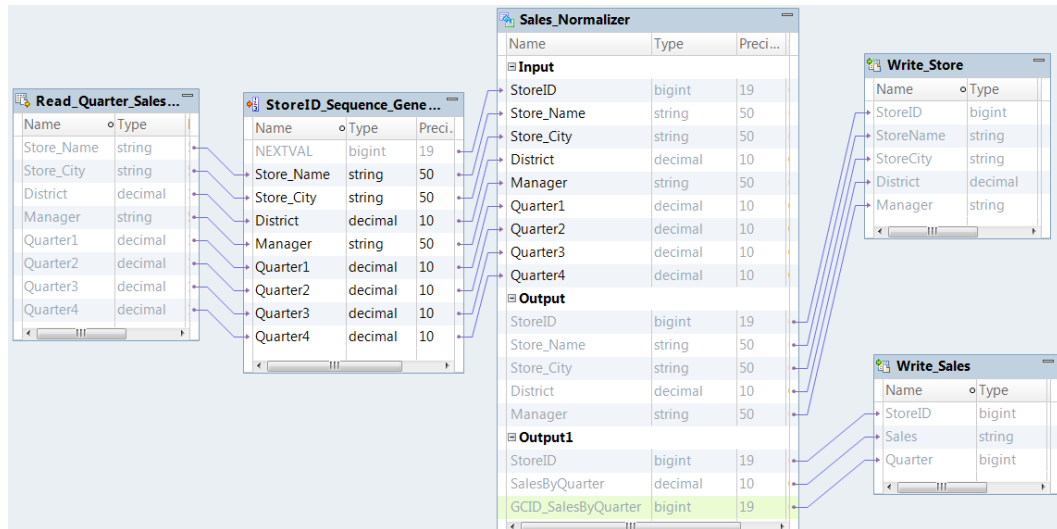 Read_Quarter_Sales...
Name Type
Store_Name string
Store_City string
District decimal
Manager string
Quarter1 decimal
Quarter2 decimal
Quarter3 decimal
Quarter4 decimal
StoreID_Sequence_Gene...
Name Type Preci.
NEXTVAL bigint 19
Store_Name string 50
Store_City string 50
District decimal 10
Manager string 50
Quarter1 decimal 10
Quarter2 decimal 10
Quarter3 decimal 10
Quarter4 decimal 10
Sales_Normalizer
Name Type Preci...
Input
StoreID bigint 19
Store_Name string 50
Store_City string 50
District decimal 10
Manager string 50
Quarter1 decimal 10
Quarter2 decimal 10
Quarter3 decimal 10
Quarter4 decimal 10
Output
StoreID bigint 19
Store_Name string 50
Store_City string 50
District decimal 10
Manager string 50
Output1
StoreID bigint 19
SalesByQuarter decimal 10
GCID_SalesByQuarter bigint 19
Write_Store
Name Type
StoreID bigint
StoreName string
StoreCity string
District decimal
Manager string
Write_Sales
Name Type
StoreID bigint
Sales string
Quarter bigint